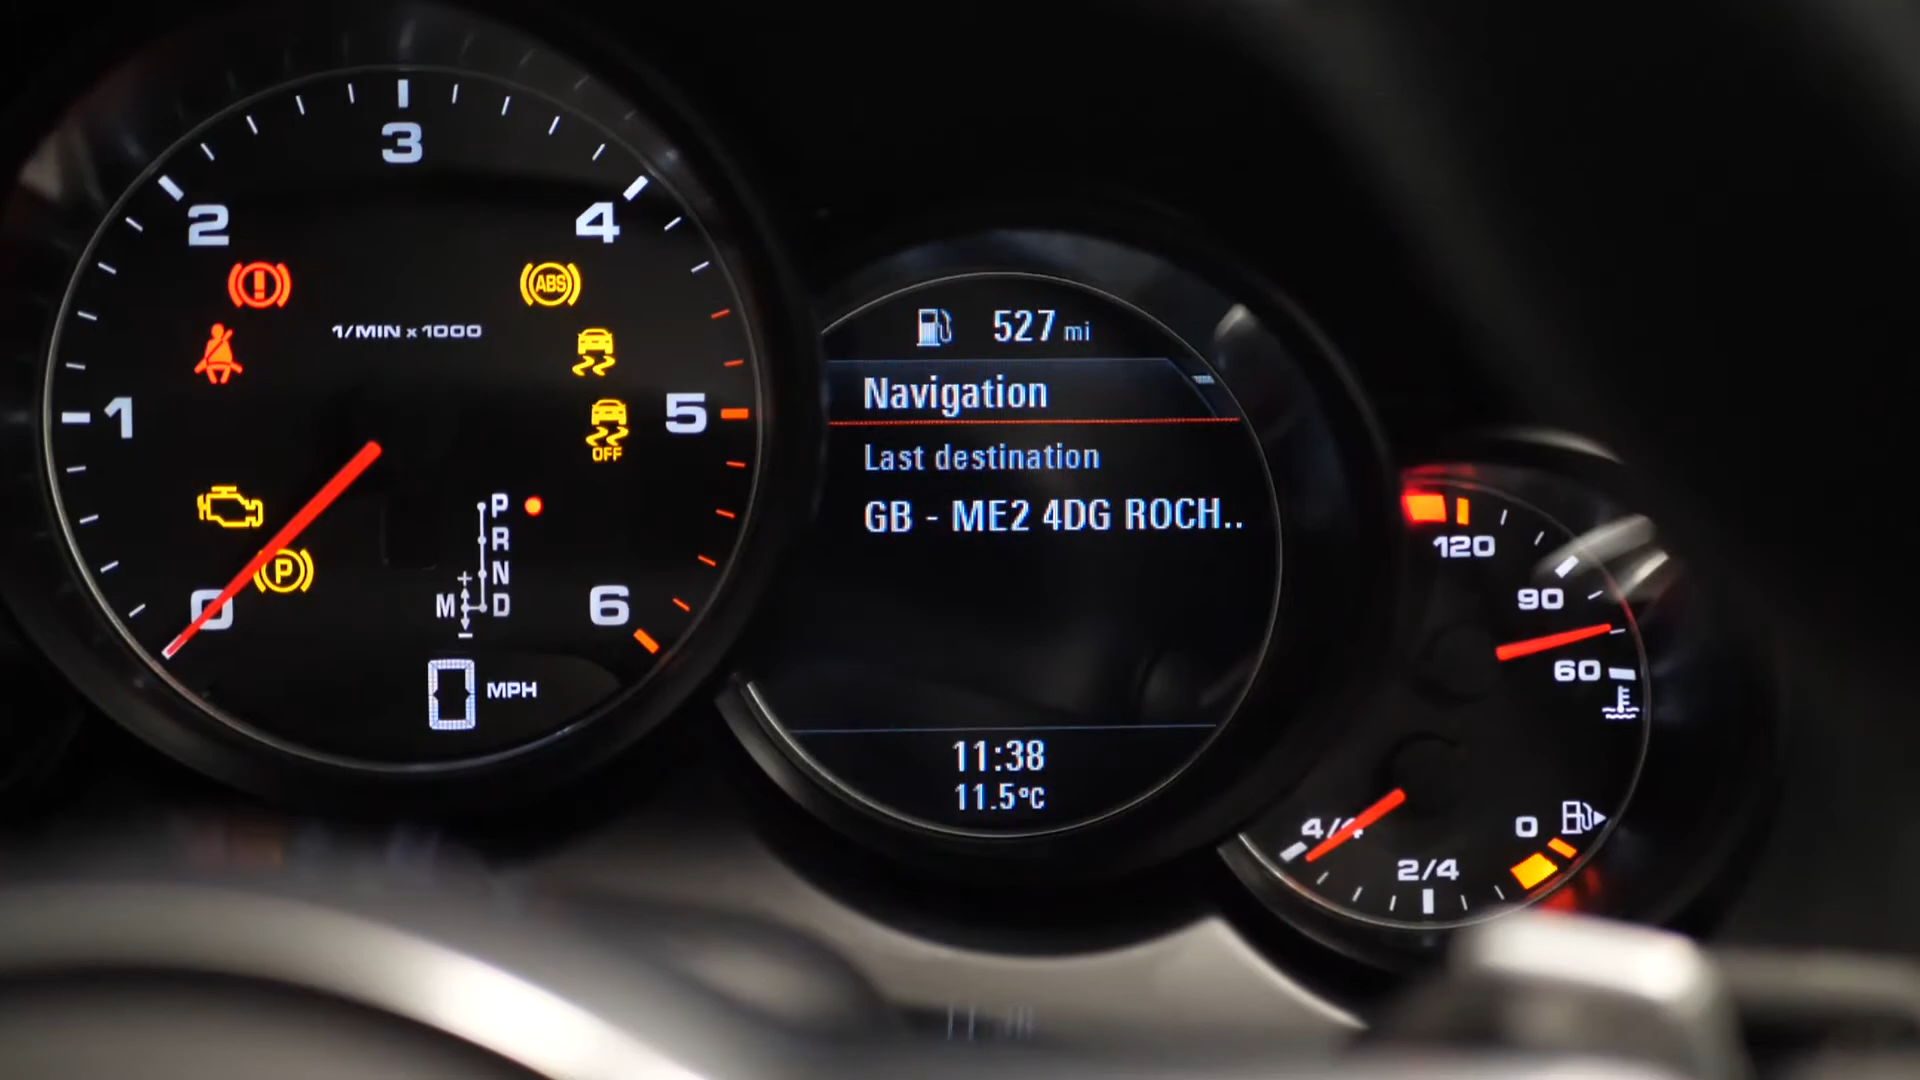 3
2
4
ABS
1/MIN x 1000
1
5
OFF
P
R
N
M
+
-
D
P
0
6
0 MPH
527 mi
Navigation
Last destination
GB - ME2 4DG ROCH..
11:38
11.5°C
120
90
60
4/4
2/4
0